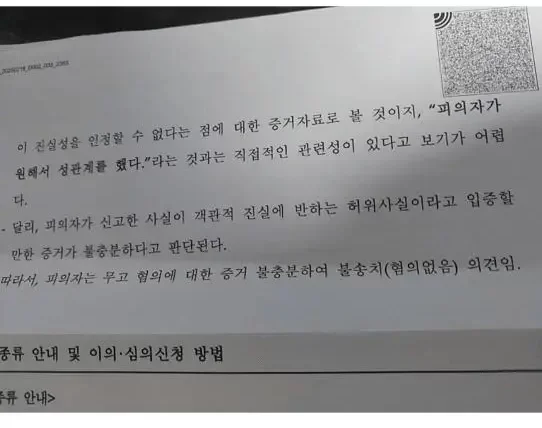 이 진실성을 인정할 수 없다는 점에 대한 증거자료로 볼 것이지, “피의자가
원해서 성관계를 했다.”라는 것과는 직접적인 관련성이 있다고 보기가 어렵
다.
- 달리, 피의자가 신고한 사실이 객관적 진실에 반하는 허위사실이라고 입증할
만한 증거가 불충분하다고 판단된다.
따라서, 피의자는 무고 혐의에 대한 증거 불충분하여 불송치(혐의없음) 의견임.
종류 안내 및 이의·심의신청 방법
종류 안내>